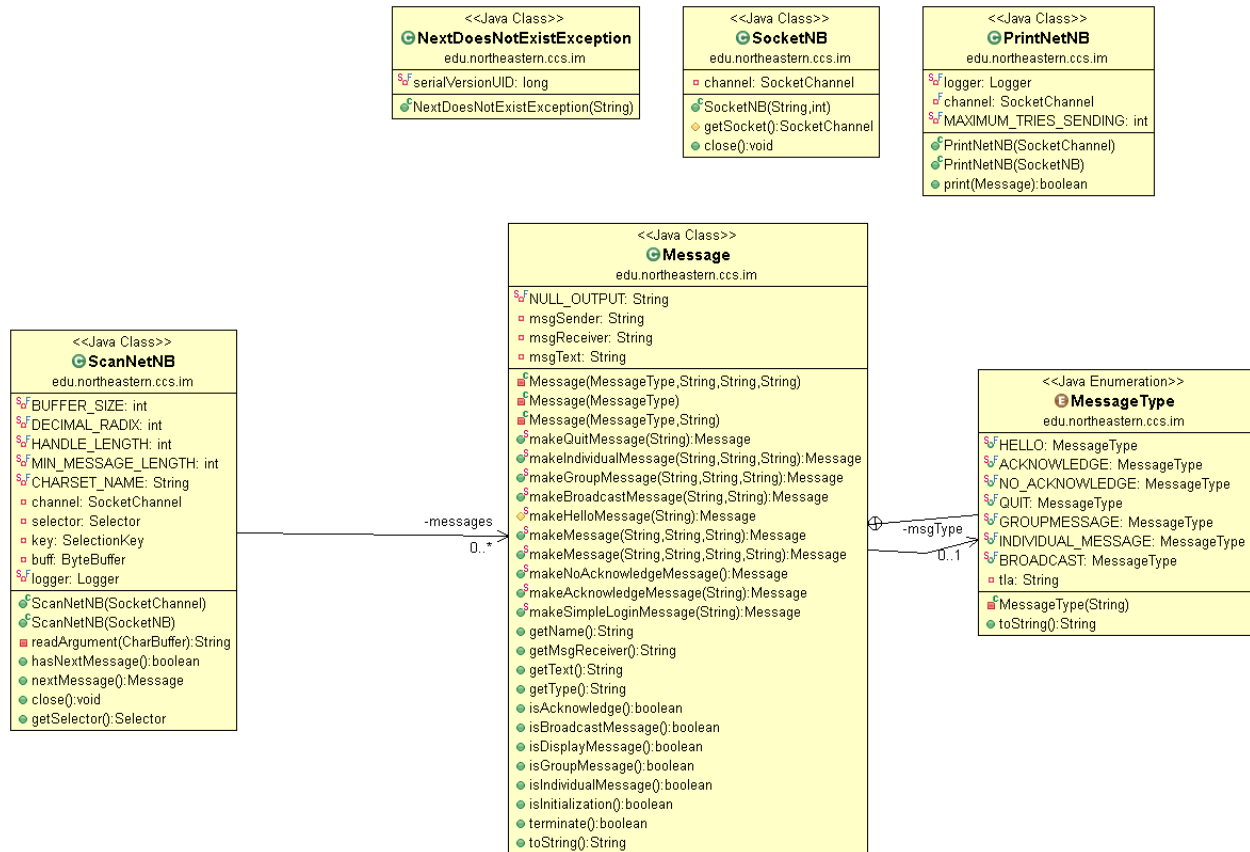 <<Java Class>>
NextDoesNotExistException
edu.northeastern.ccs.im
serialVersionUID: long
NextDoesNotExistException(String)
<<Java Class>>
SocketNB
edu.northeastern.ccs.im
channel: SocketChannel
SocketNB(String,int)
getSocket():SocketChannel
close():void
<<Java Class>>
PrintNetNB
edu.northeastern.ccs.im
logger: Logger
channel: SocketChannel
MAXIMUM_TRIES_SENDING: int
PrintNetNB(SocketChannel)
PrintNetNB(SocketNB)
print(Message):boolean
<<Java Class>>
ScanNetNB
edu.northeastern.ccs.im
BUFFER_SIZE: int
DECIMAL_RADIX: int
HANDLE_LENGTH: int
MIN_MESSAGE_LENGTH: int
CHARSET_NAME: String
channel: SocketChannel
selector: Selector
key: SelectionKey
buff: ByteBuffer
logger: Logger
ScanNetNB(SocketChannel)
ScanNetNB(SocketNB)
readArgument(CharBuffer):String
hasNextMessage():boolean
nextMessage():Message
close():void
getSelector():Selector
-messages
0..*
<<Java Class>>
Message
edu.northeastern.ccs.im
NULL_OUTPUT: String
msgSender: String
msgReceiver: String
msgText: String
Message(MessageType,String,String,String)
Message(MessageType)
Message(MessageType,String)
makeQuitMessage(String):Message
makeIndividualMessage(String,String,String):Message
makeGroupMessage(String,String,String):Message
makeBroadcastMessage(String,String):Message
makeHelloMessage(String):Message
makeMessage(String,String,String):Message
makeMessage(String,String,String,String):Message
makeNoAcknowledgeMessage():Message
makeAcknowledgeMessage(String):Message
makeSimpleLoginMessage(String):Message
getName():String
getMsgReceiver():String
getText():String
getType():String
isAcknowledge():boolean
isBroadcastMessage():boolean
isDisplayMessage():boolean
isGroupMessage():boolean
isIndividualMessage():boolean
isInitialization():boolean
terminate():boolean
toString():String
-msgType
0..1
<<Java Enumeration>>
MessageType
edu.northeastern.ccs.im
HELLO: MessageType
ACKNOWLEDGE: MessageType
NO_ACKNOWLEDGE: MessageType
QUIT: MessageType
GROUPMESSAGE: MessageType
INDIVIDUAL_MESSAGE: MessageType
BROADCAST: MessageType
tla: String
MessageType(String)
toString():String